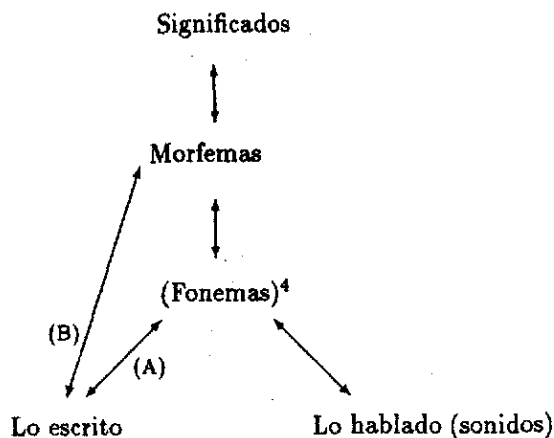 Significados
Morfemas
(Fonemas)⁴
(B)
(A)
Lo escrito
Lo hablado (sonidos)